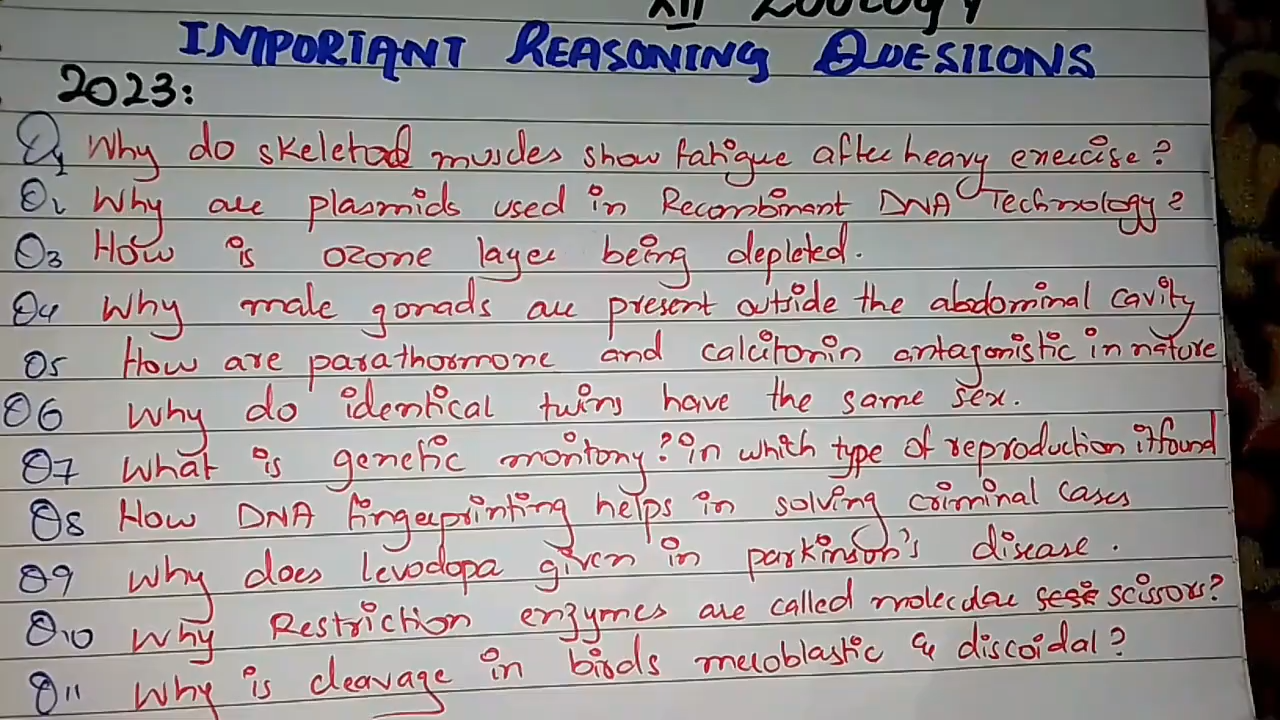 XII Zoology
IMPORTANT REASONING QUESIIONS
2023:
Q1 Why do skeletal muscles show fatigue after heavy exercise?
Q2 Why are plasmids used in Recombinant DNA Technology?
Q3 How is ozone layer being depleted.
Q4 Why male gonads are present outside the abdominal cavity
Q5 How are parathormone and calcitonin antagonistic in nature
Q6 Why do identical twins have the same sex.
Q7 What is genetic montony? in which type of reproduction it found
Q8 How DNA fingerprinting helps in solving criminal cases
Q9 Why does levodopa given in parkinson's disease.
Q10 Why Restriction enzymes are called molecular scissors?
Q11 Why is cleavage in birds meroblastic & discoidal?